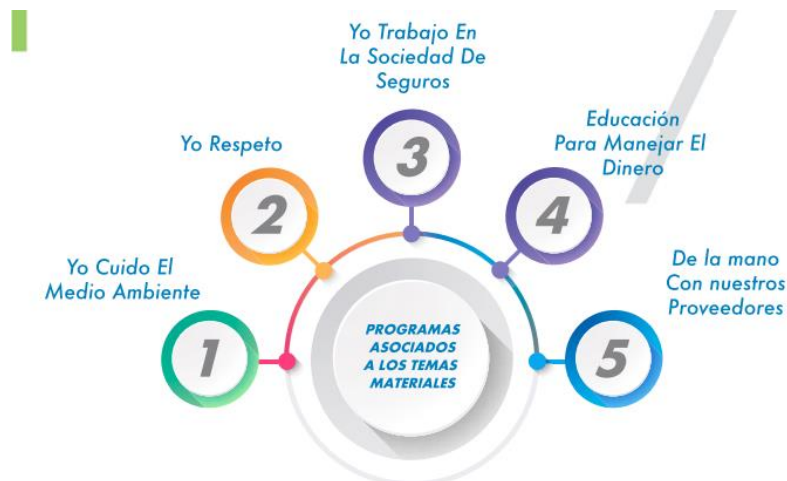 Yo Trabajo En
La Sociedad De
Seguros
Educación
Para Manejar El
Dinero
Yo Respeto
3
2
4
Yo Cuido El
Medio Ambiente
De la mano
Con nuestros
Proveedores
1
PROGRAMAS
ASOCIADOS
A LOS TEMAS
MATERIALES
5